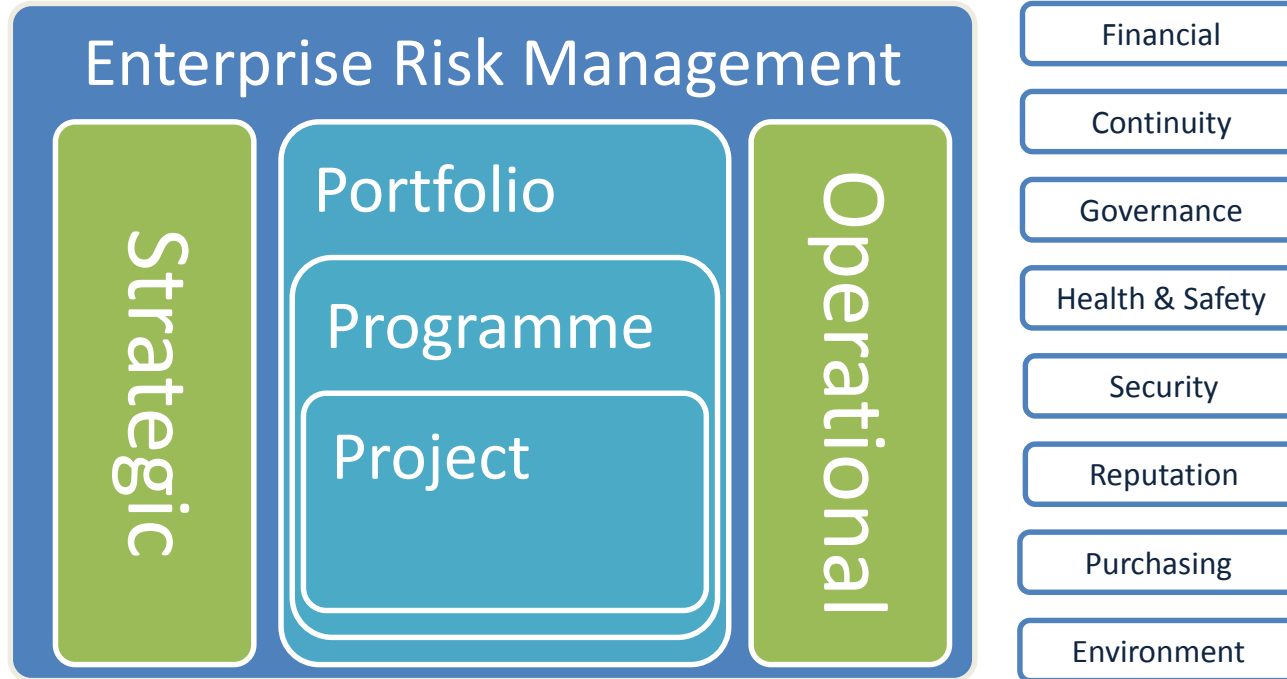 Enterprise Risk Management
Strategic
Portfolio
Programme
Project
Operational
Financial
Continuity
Governance
Health & Safety
Security
Reputation
Purchasing
Environment